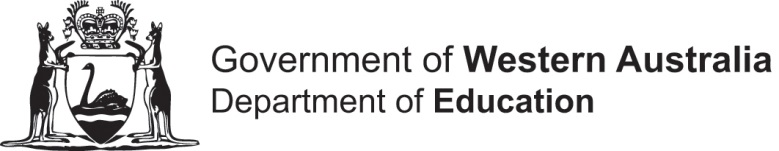 Government of Western Australia
Department of Education